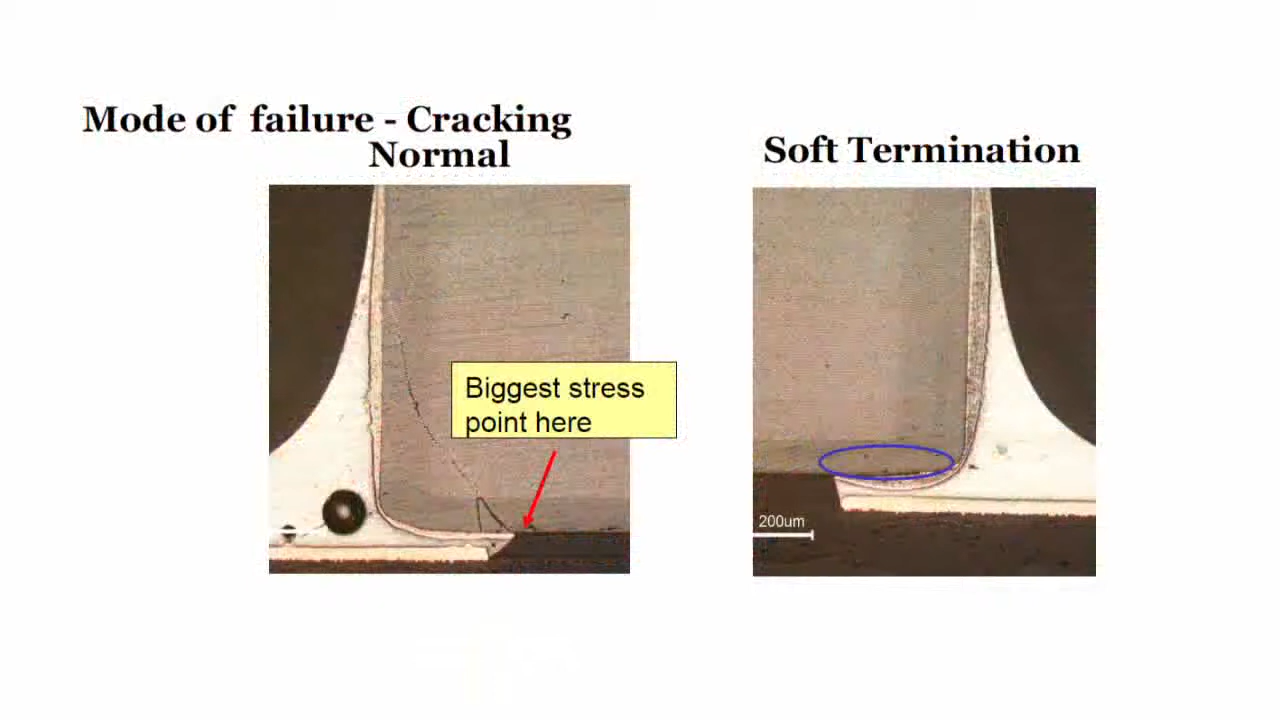 Mode of failure - Cracking
Normal
Soft Termination
Biggest stress
point here
200um